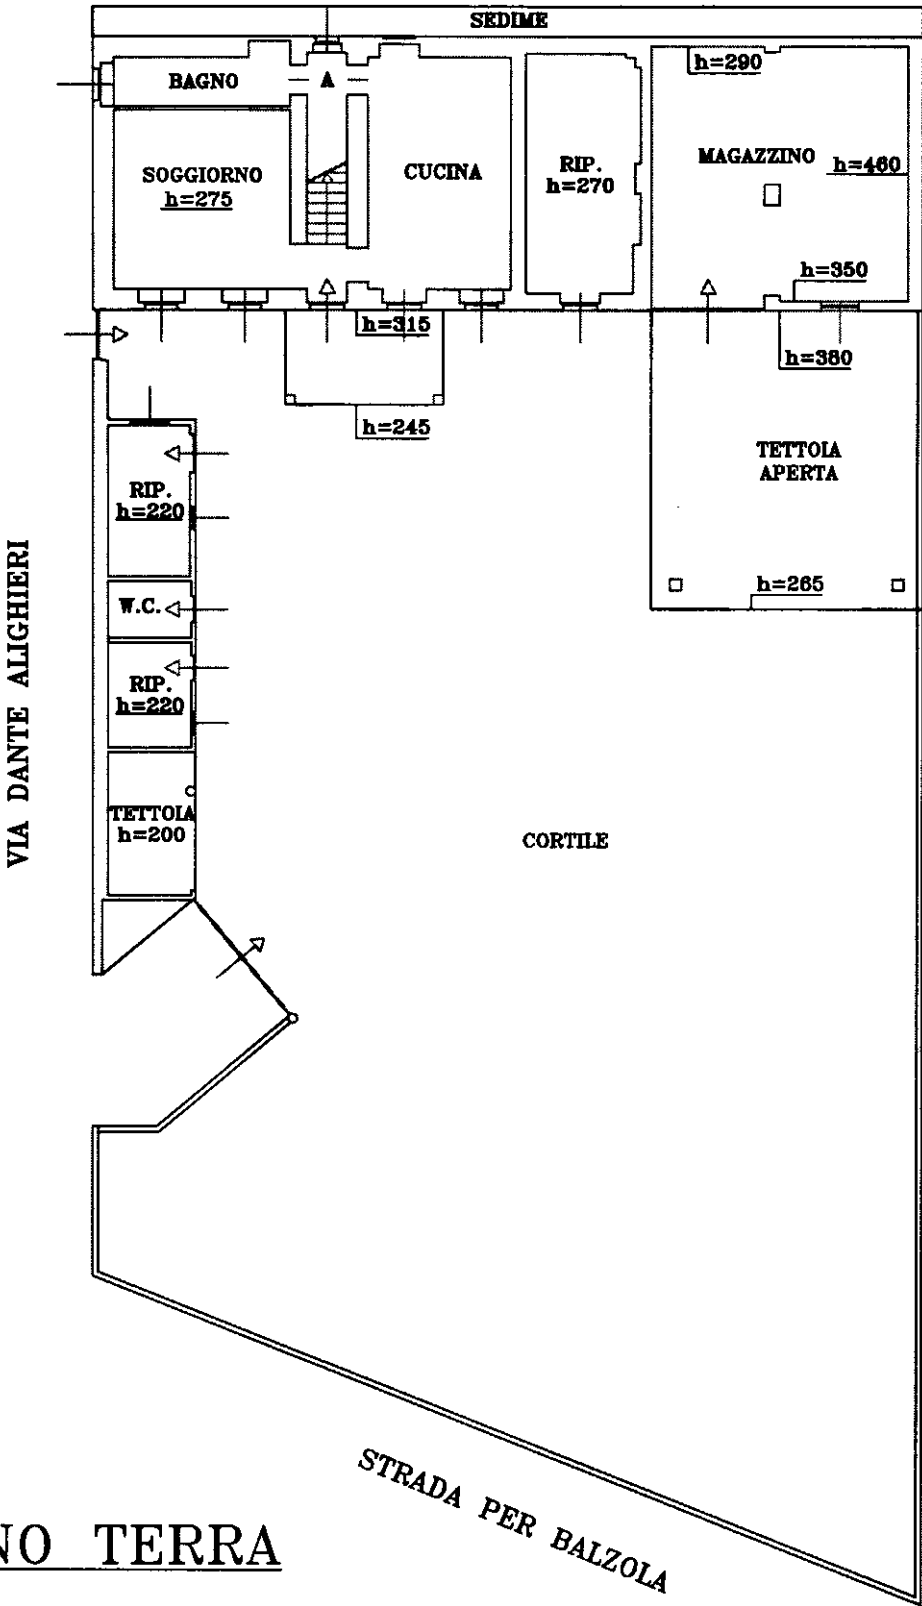 SEDIME
h=290
BAGNO
A
SOGGIORNO
h=275
CUCINA
RIP.
h=270
MAGAZZINO
h=460
h=350
h=315
h=380
h=245
TETTOIA
APERTA
RIP.
h=220
h=265
W.C.
RIP.
h=220
VIA DANTE ALIGHIERI
TETTOIA
h=200
CORTILE
STRADA PER BALZOLA
NO TERRA